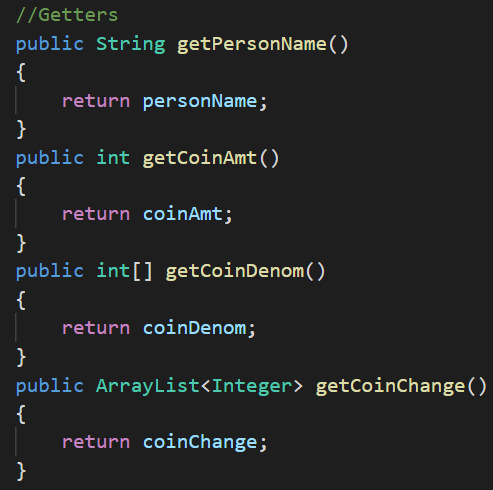 //Getters
public String getPersonName()
{
    return personName;
}
public int getCoinAmt()
{
    return coinAmt;
}
public int[] getCoinDenom()
{
    return coinDenom;
}
public ArrayList<Integer> getCoinChange()
{
    return coinChange;
}